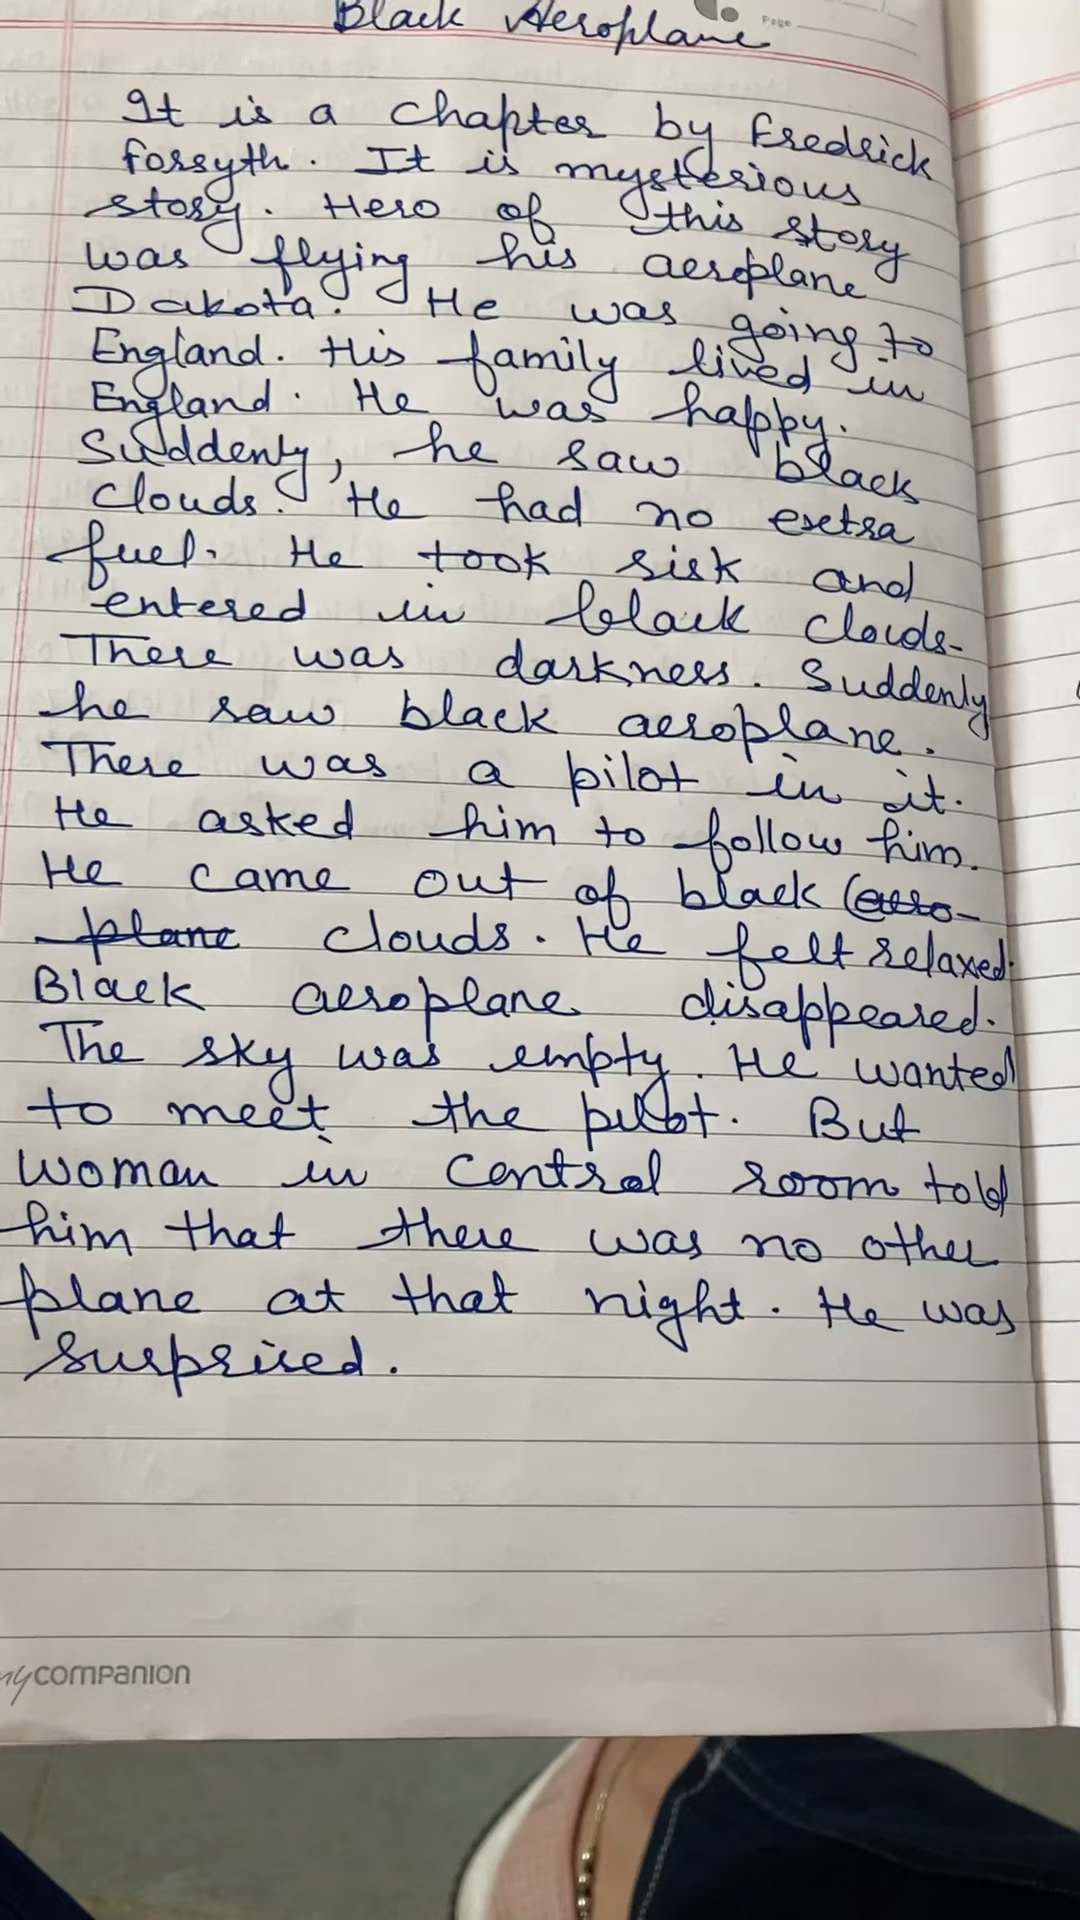 Black Aeroplane
Page
It is a chapter by Fredrick
Forsyth. It is mysterious
story. Hero of this story
was flying his aeroplane
Dakota. He was going to
England. His family lived in
England. He was happy.
Suddenly, he saw black
clouds. He had no extra
fuel. He took risk and
entered in black clouds.
There was darkness. Suddenly
he saw black aeroplane.
There was a pilot in it.
He asked him to follow him.
He came out of black (aero-
plane clouds. He felt relaxed.
Black aeroplane disappeared.
The sky was empty. He wanted
to meet the pilot. But
woman in control room told
him that there was no other
plane at that night. He was
surprised.
mycompanion